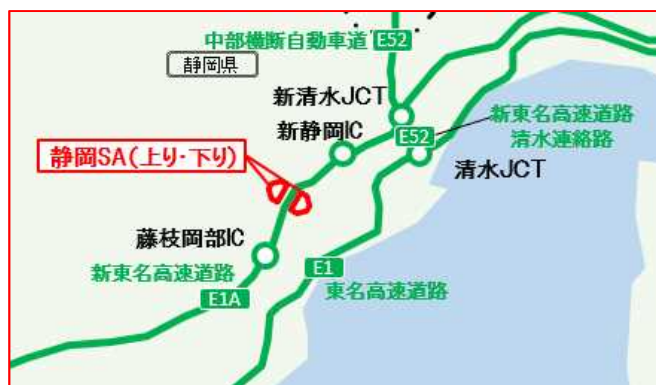 中部横断自動車道 E52
静岡県
新清水JCT
新静岡IC
E52
新東名高速道路
清水連絡路
静岡SA(上り・下り)
清水JCT
藤枝岡部IC
新東名高速道路
E1
E1A
東名高速道路